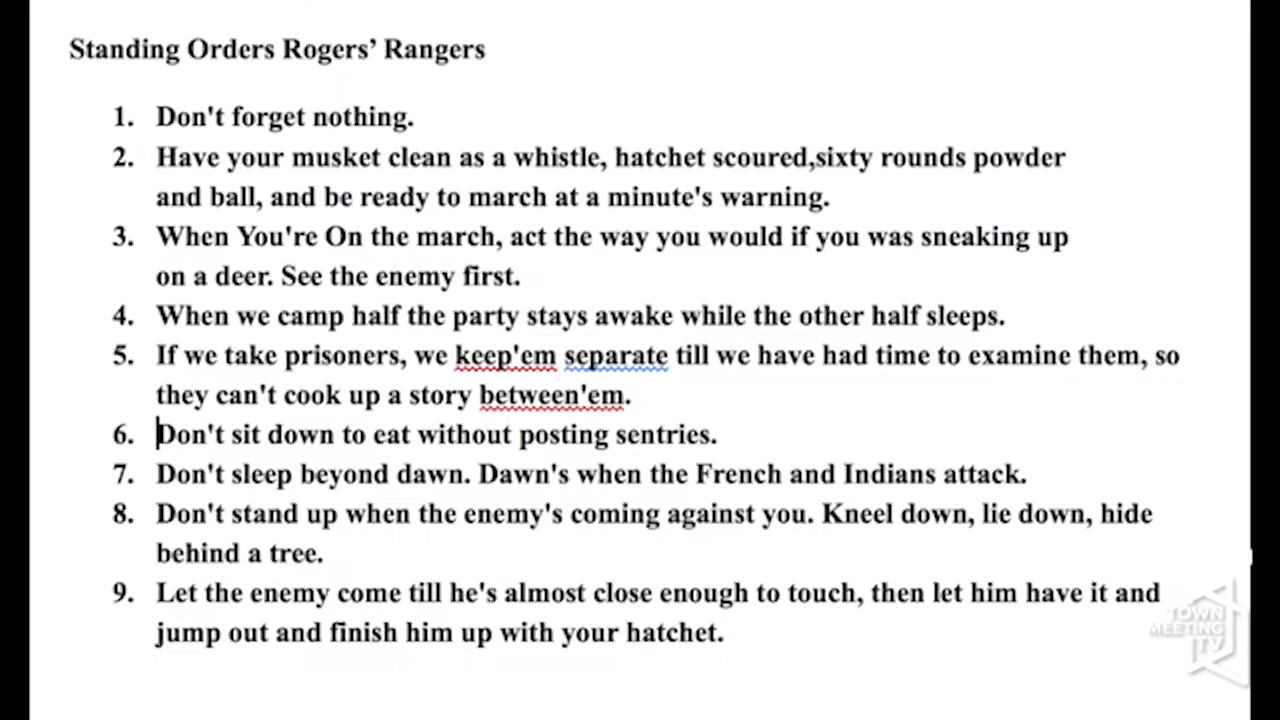 Standing Orders Rogers’ Rangers
1. Don't forget nothing.
2. Have your musket clean as a whistle, hatchet scoured,sixty rounds powder
and ball, and be ready to march at a minute's warning.
3. When You're On the march, act the way you would if you was sneaking up
on a deer. See the enemy first.
4. When we camp half the party stays awake while the other half sleeps.
5. If we take prisoners, we keep'em separate till we have had time to examine them, so
they can't cook up a story between'em.
6. Don't sit down to eat without posting sentries.
7. Don't sleep beyond dawn. Dawn's when the French and Indians attack.
8. Don't stand up when the enemy's coming against you. Kneel down, lie down, hide
behind a tree.
9. Let the enemy come till he's almost close enough to touch, then let him have it and
jump out and finish him up with your hatchet.
TOWN
MEETING
TV